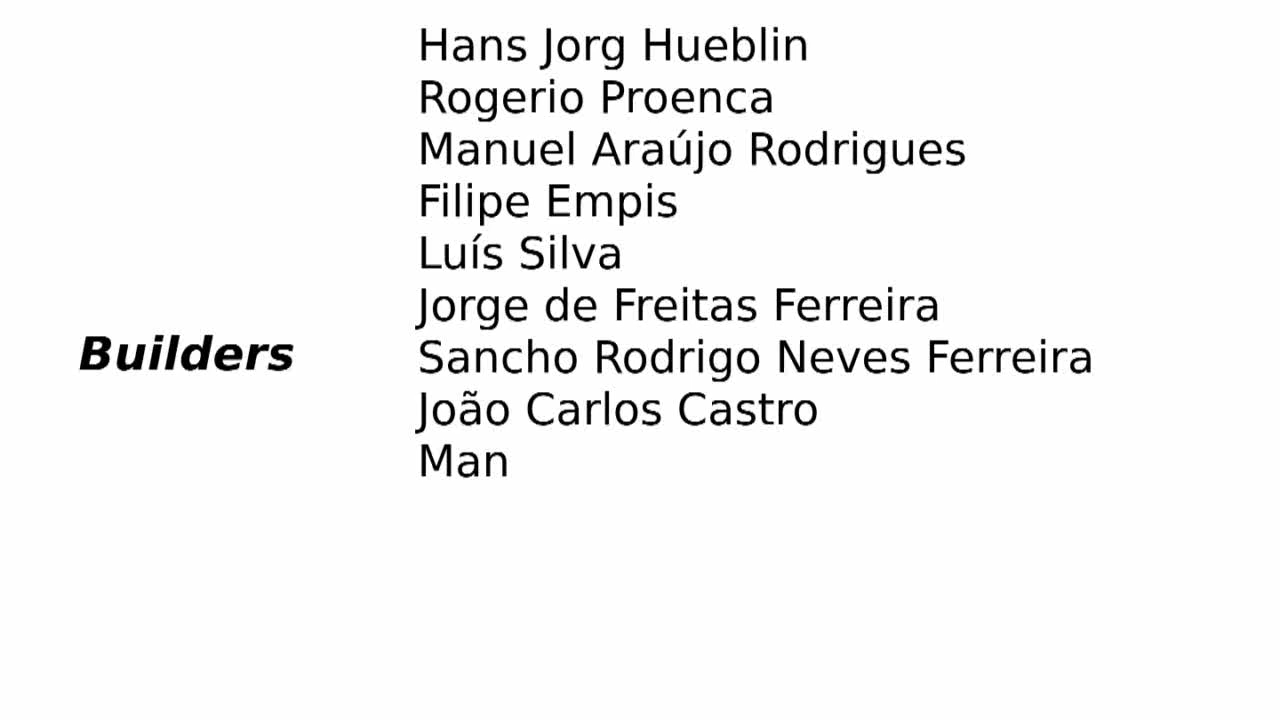 Hans Jorg Hueblin
Rogerio Proenca
Manuel Araújo Rodrigues
Filipe Empis
Luís Silva
Jorge de Freitas Ferreira
Builders
Sancho Rodrigo Neves Ferreira
João Carlos Castro
Man